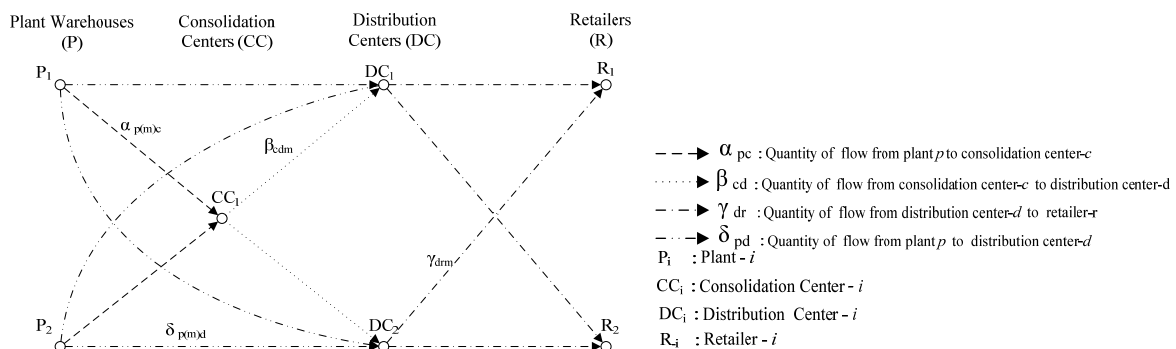 Plant Warehouses
(P)
Consolidation
Centers (CC)
Distribution
Centers (DC)
Retailers
(R)
P1
DC1
R1
α p(m)c
βcdm
CC1
γdrm
P2
δ p(m)d
DC2
R2
α pc : Quantity of flow from plant p to consolidation center-c
β cd : Quantity of flow from consolidation center-c to distribution center-d
γ dr : Quantity of flow from distribution center-d to retailer-r
δ pd : Quantity of flow from plant p to distribution center-d
Pi : Plant - i
CCi : Consolidation Center - i
DCi : Distribution Center - i
Ri : Retailer - i